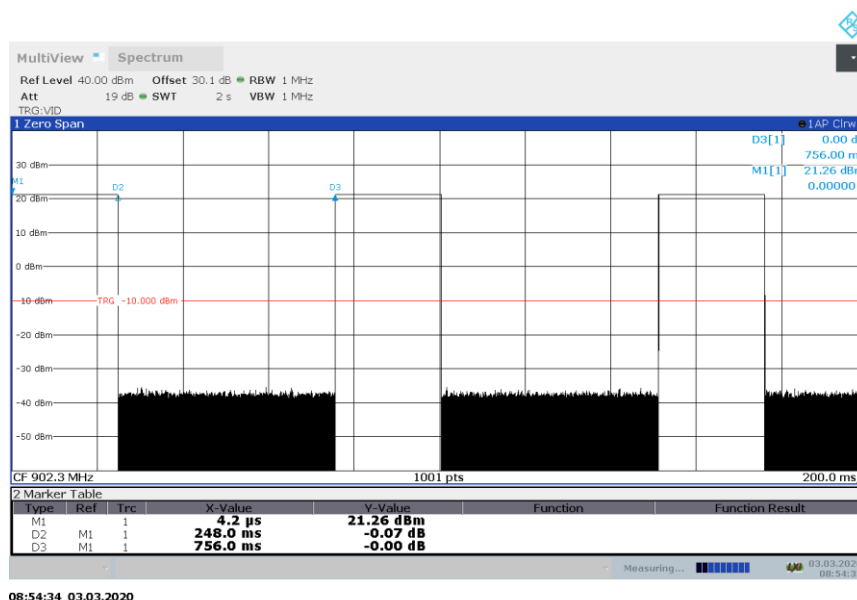 R S
MultiView Spectrum
Ref Level 40.00 dBm Offset 30.1 dB RBW 1 MHz
Att 19 dB SWT 2 s VBW 1 MHz
TRG:VID
1 Zero Span 1AP Clrw
D3[1] 0.00 d
756.00 m
30 dBm
M1[1] 21.26 dBm
M1 D2 D3
0.00000
20 dBm
10 dBm
0 dBm
-10 dBm TRG -10.000 dBm
-20 dBm
-30 dBm
-40 dBm
-50 dBm
CF 902.3 MHz 1001 pts 200.0 ms
2 Marker Table
Type Ref Trc X-Value Y-Value Function Function Result
M1 1 4.2 µs 21.26 dBm
D2 M1 1 248.0 ms -0.07 dB
D3 M1 1 756.0 ms -0.00 dB
Measuring... 03.03.202
08:54:3
08:54:34 03.03.2020